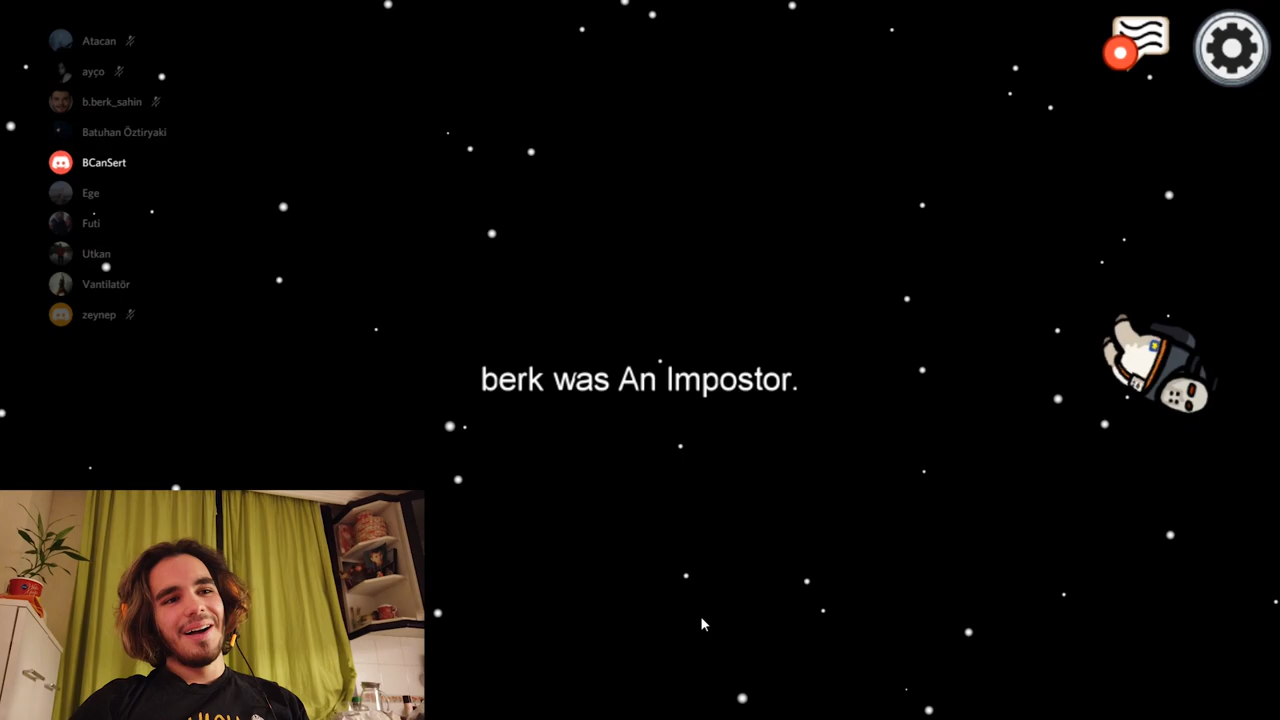 Atacan
ayço
b.berk_sahin
Batuhan Öztiryaki
BCanSert
Ege
Futi
Utkan
Vantilatör
zeynep
berk was An Impostor.